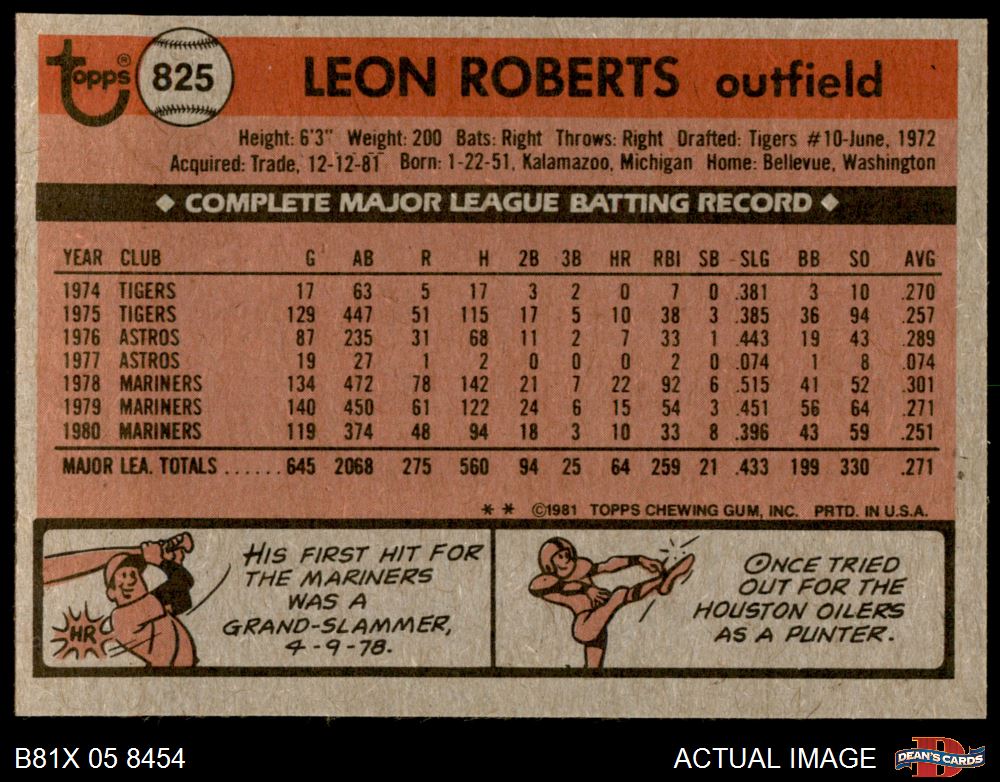 Topps®
825
LEON ROBERTS outfield
Height: 6'3" Weight: 200 Bats: Right Throws: Right Drafted: Tigers #10-June, 1972
Acquired: Trade, 12-12-81 Born: 1-22-51, Kalamazoo, Michigan Home: Bellevue, Washington
◆ COMPLETE MAJOR LEAGUE BATTING RECORD ◆
YEAR CLUB G AB R H 2B 3B HR RBI SB SLG BB SO AVG
1974 TIGERS 17 63 5 17 3 2 0 7 0 .381 3 10 .270
1975 TIGERS 129 447 51 115 17 5 10 38 3 .385 36 94 .257
1976 ASTROS 87 235 31 68 11 2 7 33 1 .443 19 43 .289
1977 ASTROS 19 27 1 2 0 0 0 2 0 .074 1 8 .074
1978 MARINERS 134 472 78 142 21 7 22 92 6 .515 41 52 .301
1979 MARINERS 140 450 61 122 24 6 15 54 3 .451 56 64 .271
1980 MARINERS 119 374 48 94 18 3 10 33 8 .396 43 59 .251
MAJOR LEA. TOTALS ...... 645 2068 275 560 94 25 64 259 21 .433 199 330 .271
* * ©1981 TOPPS CHEWING GUM, INC. PRTD. IN U.S.A.
HR
HIS FIRST HIT FOR
THE MARINERS
WAS A
GRAND-SLAMMER,
4-9-78.
ONCE TRIED
OUT FOR THE
HOUSTON OILERS
AS A PUNTER.
B81X 05 8454
ACTUAL IMAGE
D
DEAN'S CARDS